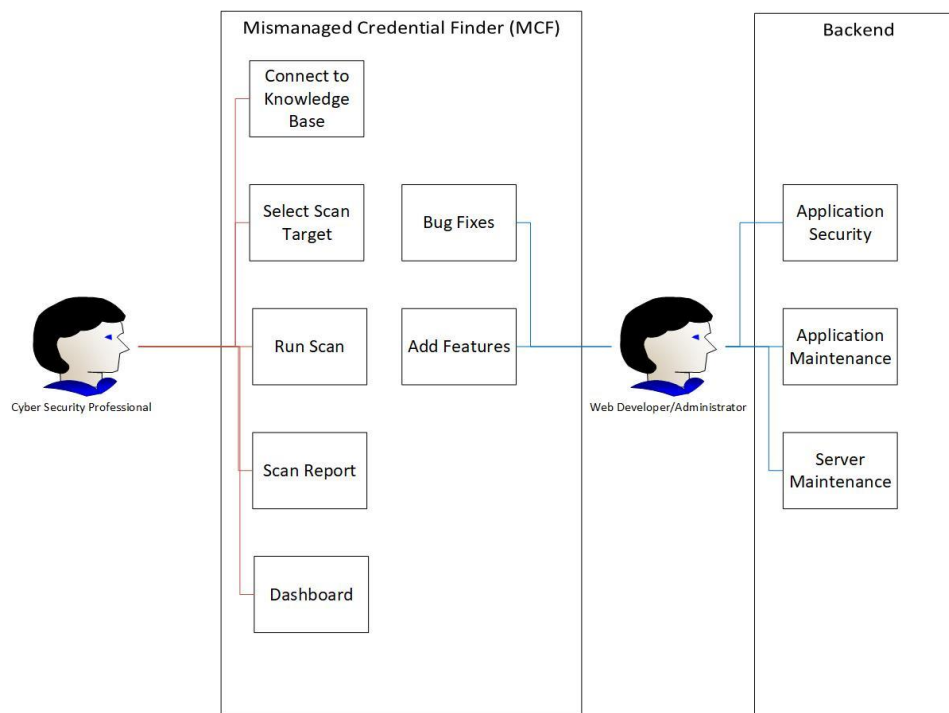 Mismanaged Credential Finder (MCF)
Backend
Connect to
Knowledge
Base
Select Scan
Target
Bug Fixes
Application
Security
Run Scan
Add Features
Application
Maintenance
Cyber Security Professional
Web Developer/Administrator
Scan Report
Server
Maintenance
Dashboard